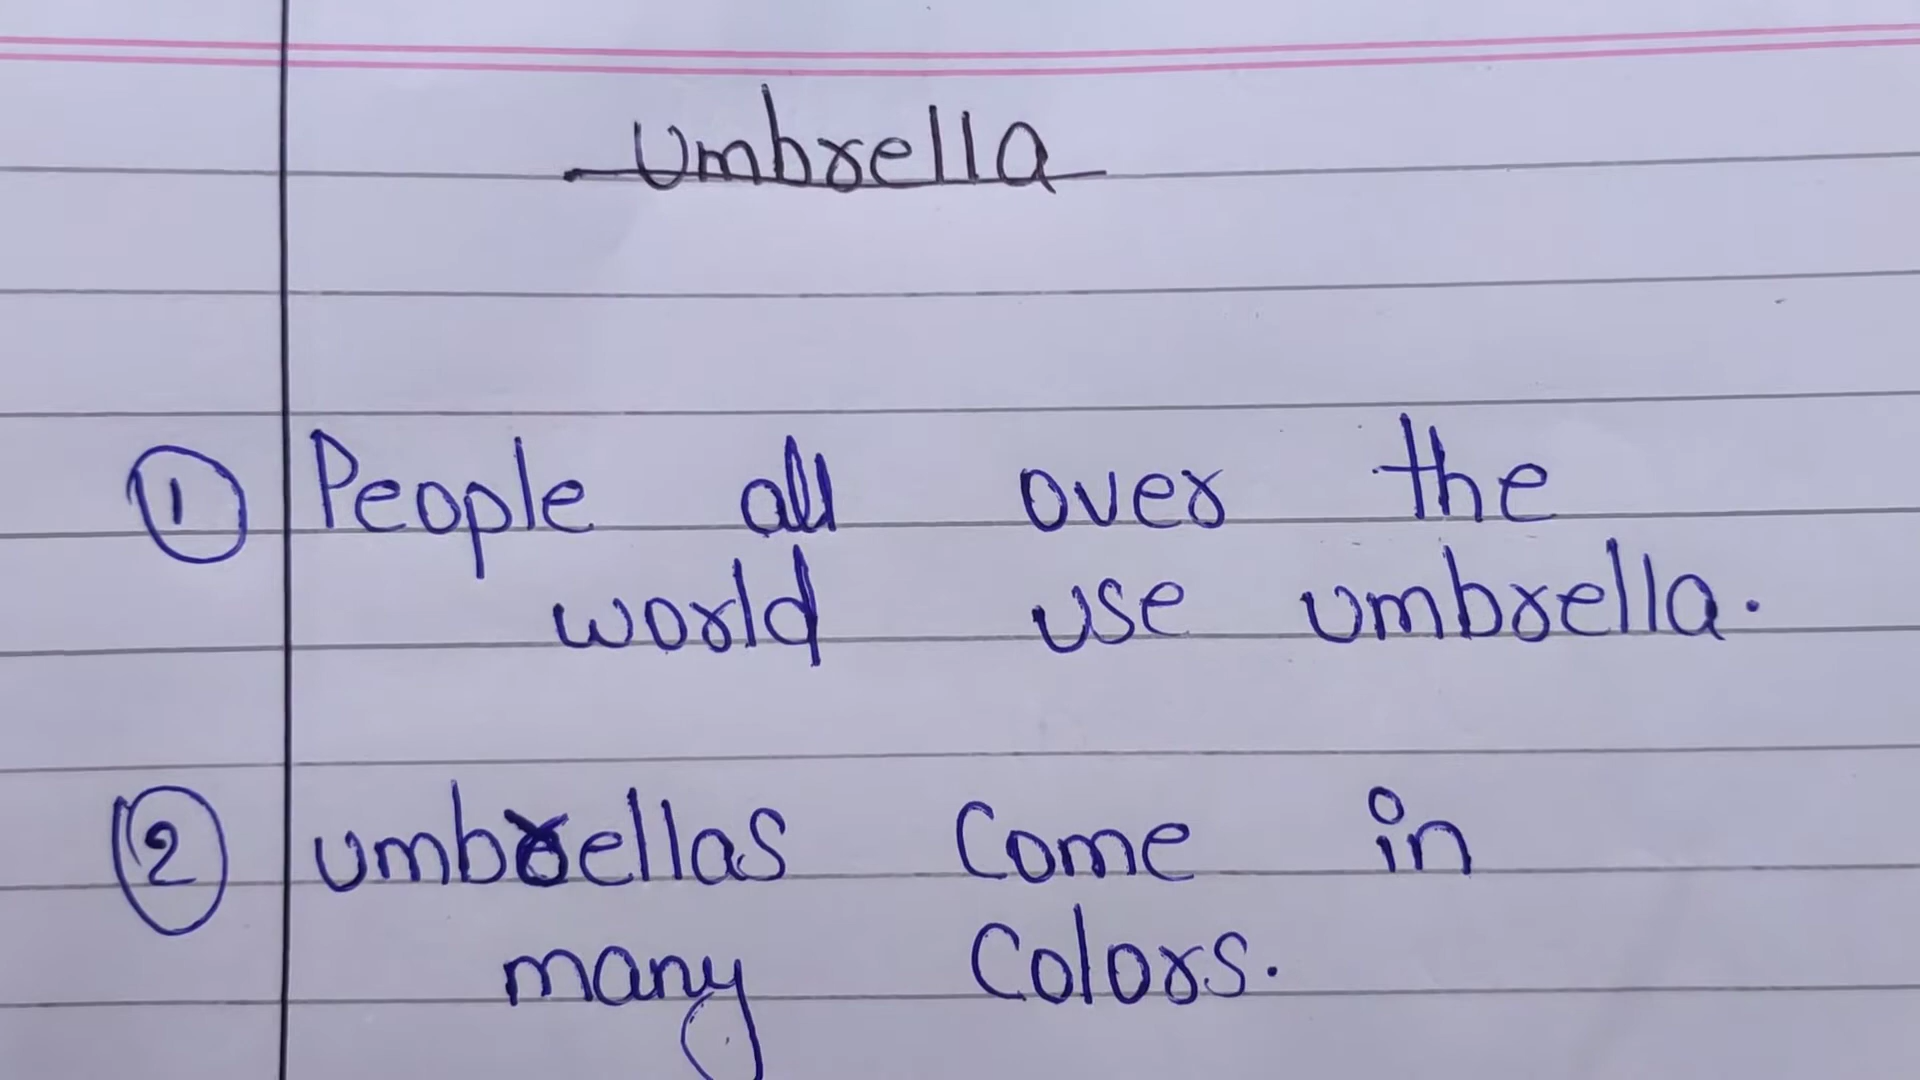 Umbrella
① People all over the
world use umbrella.
② umbrellas Come in
many Colors.